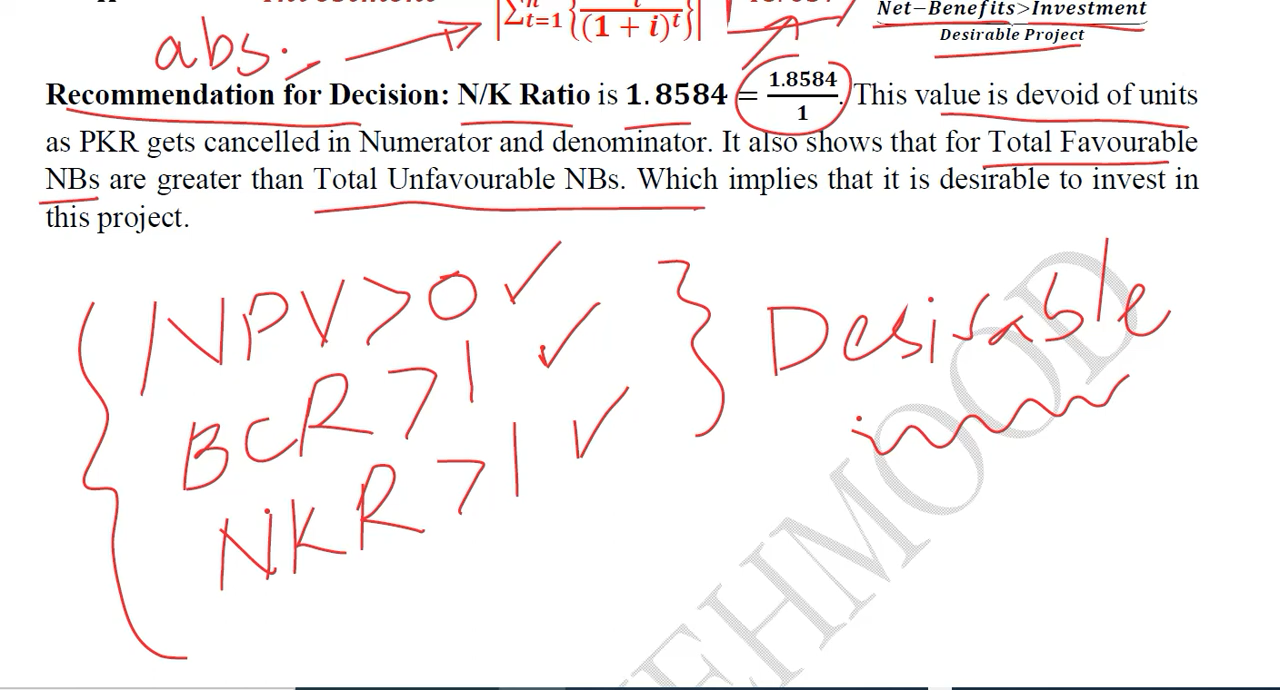 Net−Benefits>Investment
|∑t=1 { (1 + i)^t }|
Desirable Project
abs.
Recommendation for Decision: N/K Ratio is 1.8584 = 1.8584/1. This value is devoid of units
as PKR gets cancelled in Numerator and denominator. It also shows that for Total Favourable
NBs are greater than Total Unfavourable NBs. Which implies that it is desirable to invest in
this project.
NPV>0 ✓
BCR>1 ✓
NKR>1 ✓
Desirable
EHMOOD